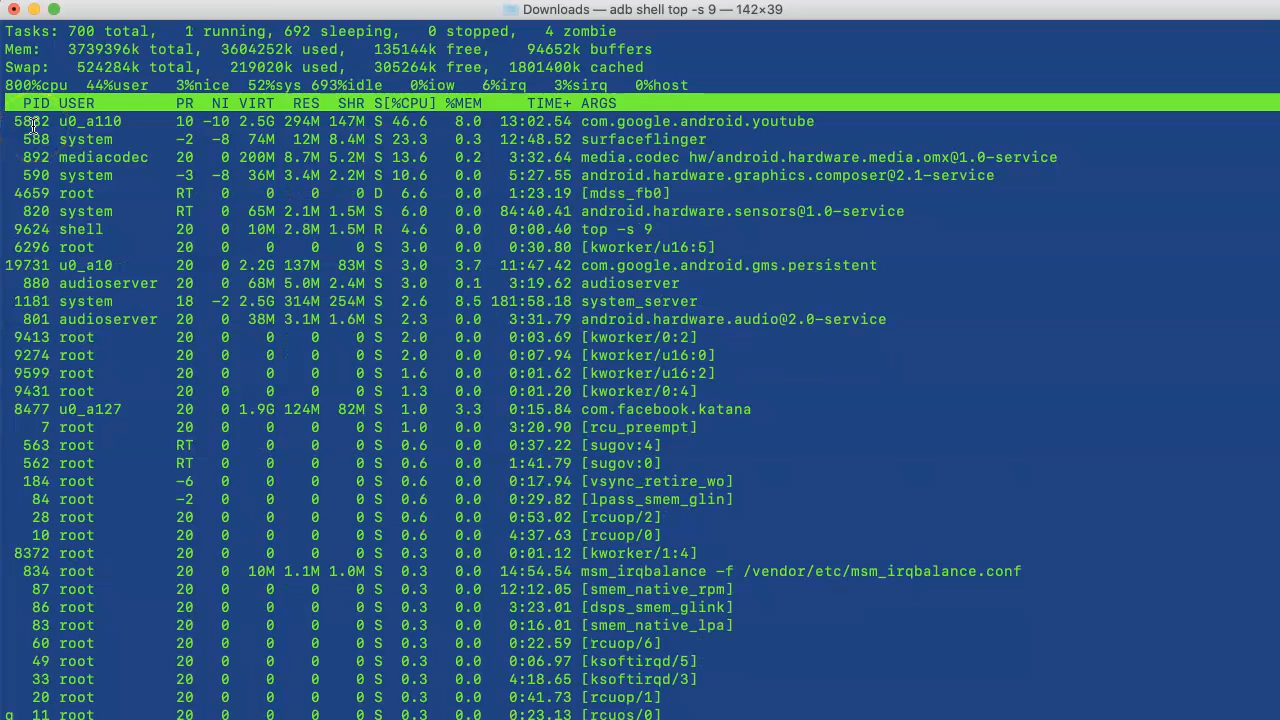 Downloads — adb shell top -s 9 — 142×39
Tasks: 700 total,   1 running, 692 sleeping,   0 stopped,   4 zombie
Mem:   3739396k total,  3604252k used,   135144k free,    94652k buffers
Swap:   524284k total,   219020k used,   305264k free,  1801400k cached
800%cpu  44%user   3%nice  52%sys 693%idle   0%iow   6%irq   3%sirq   0%host
PID USER         PR  NI VIRT  RES  SHR S[%CPU] %MEM     TIME+ ARGS
u0_a110      10 -10 2.5G 294M 147M S 46.6   8.0  13:02.54 com.google.android.youtube
588 system       -2  -8  74M  12M 8.4M S 23.3   0.3  12:48.52 surfaceflinger
892 mediacodec   20   0 200M 8.7M 5.2M S 13.6   0.2   3:32.64 media.codec hw/android.hardware.media.omx@1.0-service
590 system       -3  -8  36M 3.4M 2.2M S 10.6   0.0   5:27.55 android.hardware.graphics.composer@2.1-service
4659 root         RT   0    0    0    0 D  6.6   0.0   1:23.19 [mdss_fb0]
820 system       RT   0  65M 2.1M 1.5M S  6.0   0.0  84:40.41 android.hardware.sensors@1.0-service
9624 shell        20   0  10M 2.8M 1.5M R  4.6   0.0   0:00.40 top -s 9
6296 root         20   0    0    0    0 S  3.0   0.0   0:30.80 [kworker/u16:5]
19731 u0_a10       20   0 2.2G 137M  83M S  3.0   3.7  11:47.42 com.google.android.gms.persistent
880 audioserver  20   0  68M 5.0M 2.4M S  3.0   0.1   3:19.62 audioserver
1181 system       18  -2 2.5G 314M 254M S  2.6   8.5 181:58.18 system_server
801 audioserver  20   0  38M 3.1M 1.6M S  2.3   0.0   3:31.79 android.hardware.audio@2.0-service
9413 root         20   0    0    0    0 S  2.0   0.0   0:03.69 [kworker/0:2]
9274 root         20   0    0    0    0 S  2.0   0.0   0:07.94 [kworker/u16:0]
9599 root         20   0    0    0    0 S  1.6   0.0   0:01.62 [kworker/u16:2]
9431 root         20   0    0    0    0 S  1.3   0.0   0:01.20 [kworker/0:4]
8477 u0_a127      20   0 1.9G 124M  82M S  1.0   3.3   0:15.84 com.facebook.katana
7 root         20   0    0    0    0 S  1.0   0.0   3:20.90 [rcu_preempt]
563 root         RT   0    0    0    0 S  0.6   0.0   0:37.22 [sugov:4]
562 root         RT   0    0    0    0 S  0.6   0.0   1:41.79 [sugov:0]
184 root         -6   0    0    0    0 S  0.6   0.0   0:17.94 [vsync_retire_wo]
84 root         -2   0    0    0    0 S  0.6   0.0   0:29.82 [lpass_smem_glin]
28 root         20   0    0    0    0 S  0.6   0.0   0:53.02 [rcuop/2]
10 root         20   0    0    0    0 S  0.6   0.0   4:37.63 [rcuop/0]
8372 root         20   0    0    0    0 S  0.3   0.0   0:01.12 [kworker/1:4]
834 root         20   0  10M 1.1M 1.0M S  0.3   0.0  14:54.54 msm_irqbalance -f /vendor/etc/msm_irqbalance.conf
87 root         20   0    0    0    0 S  0.3   0.0  12:12.05 [smem_native_rpm]
86 root         20   0    0    0    0 S  0.3   0.0   3:23.01 [dsps_smem_glink]
83 root         20   0    0    0    0 S  0.3   0.0   0:16.01 [smem_native_lpa]
60 root         20   0    0    0    0 S  0.3   0.0   0:22.59 [rcuop/6]
49 root         20   0    0    0    0 S  0.3   0.0   0:06.97 [ksoftirqd/5]
33 root         20   0    0    0    0 S  0.3   0.0   4:18.65 [ksoftirqd/3]
20 root         20   0    0    0    0 S  0.3   0.0   0:41.73 [rcuop/1]
11 root         20   0    0    0    0 S  0.3   0.0   0:23.13 [rcuos/0]